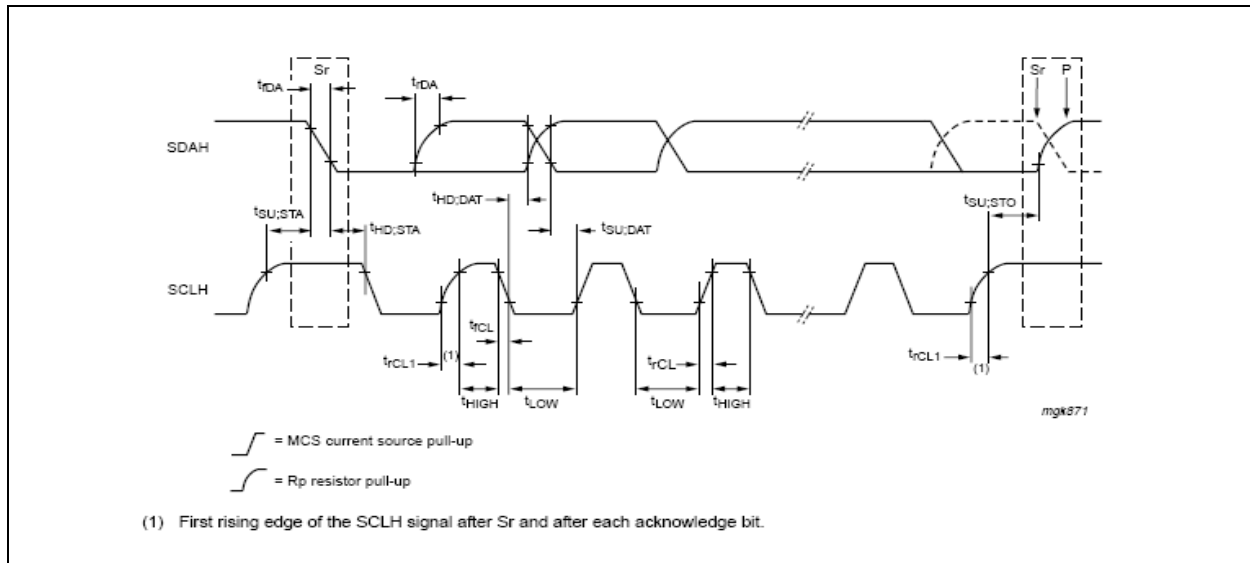 Sr
tfDA
trDA
Sr P
SDAH
tHD;DAT
tSU;STA
tHD;STA
tSU;DAT
tSU;STO
SCLH
tfCL
trCL1
(1)
trCL
trCL1
(1)
tHIGH
tLOW
tLOW
tHIGH
mgk871
= MCS current source pull-up
= Rp resistor pull-up
(1) First rising edge of the SCLH signal after Sr and after each acknowledge bit.